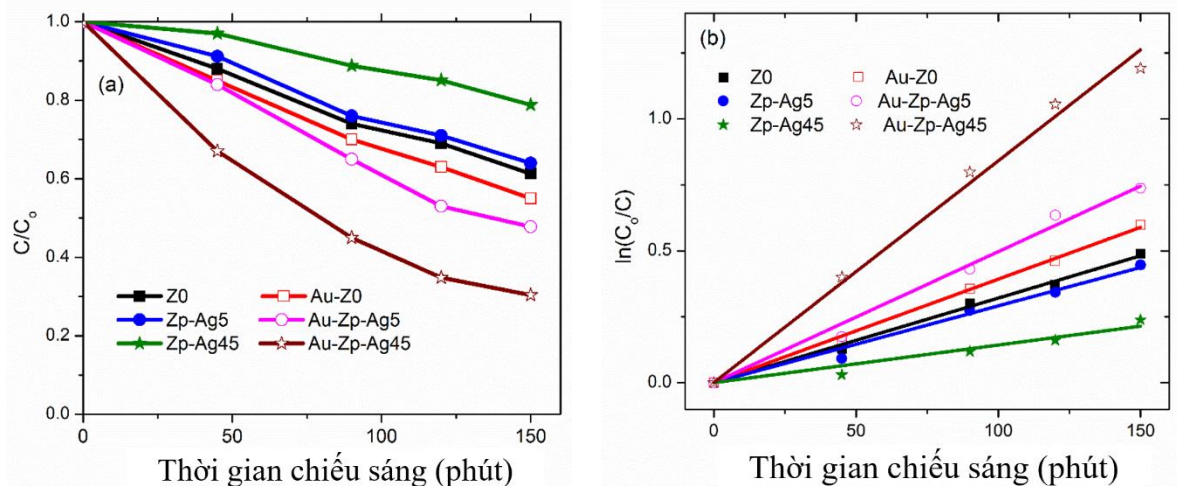 1.0
0.8
0.6
0.4
0.2
0.0
C/Co
(a)
Z0 Au-Z0
Zp-Ag5 Au-Zp-Ag5
Zp-Ag45 Au-Zp-Ag45
0 50 100 150
Thời gian chiếu sáng (phút)
(b)
Z0 Au-Z0
Zp-Ag5 Au-Zp-Ag5
Zp-Ag45 Au-Zp-Ag45
1.0
0.5
0.0
ln(Co/C)
0 50 100 150
Thời gian chiếu sáng (phút)